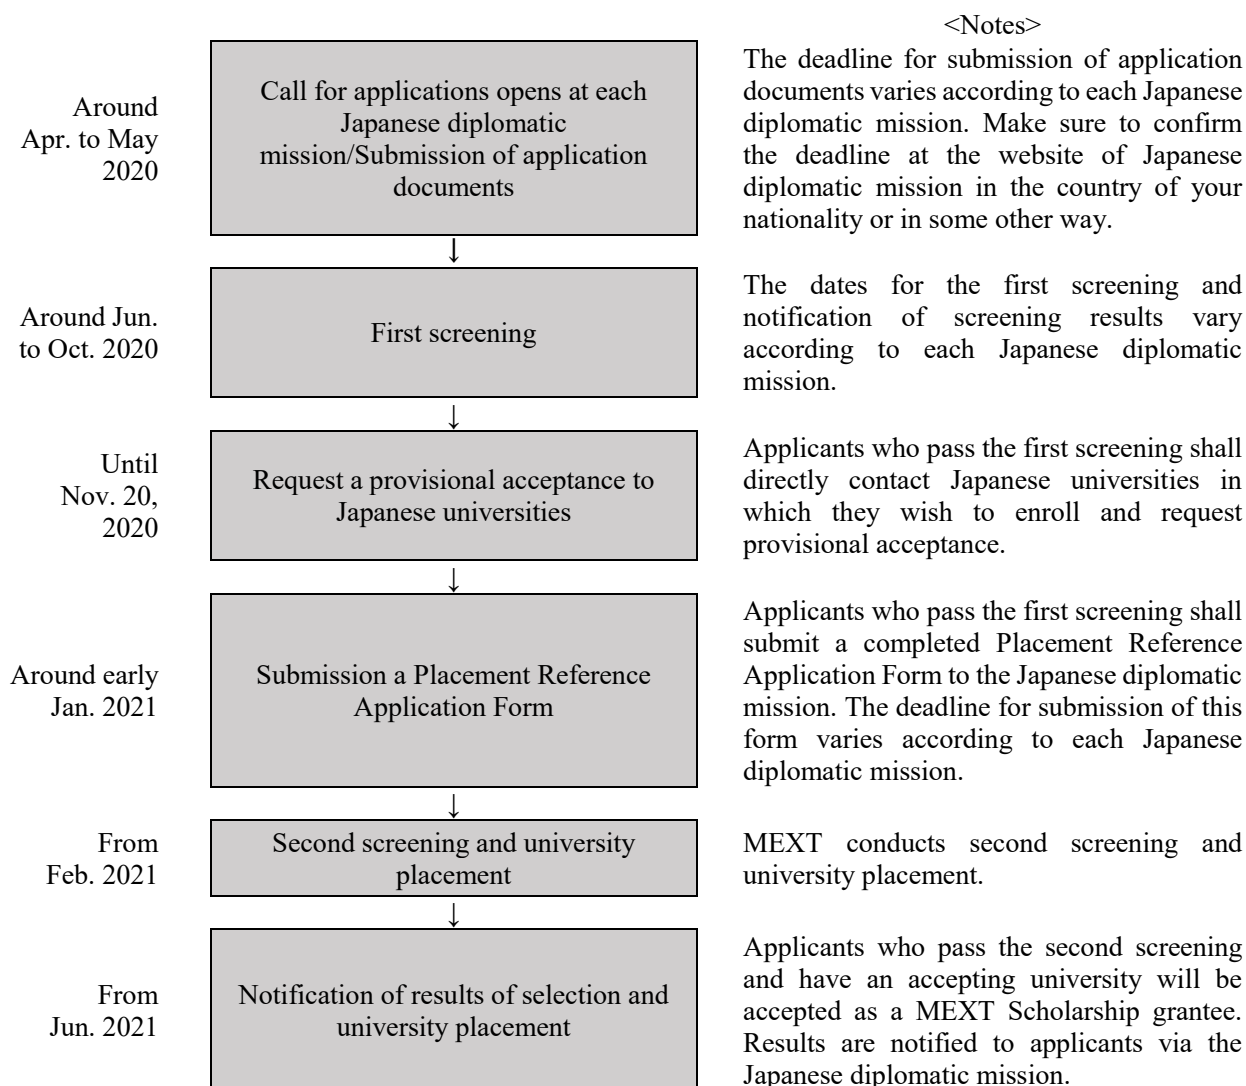 <Notes>
Around
Apr. to May
2020
Call for applications opens at each
Japanese diplomatic
mission/Submission of application
documents
The deadline for submission of application
documents varies according to each Japanese
diplomatic mission. Make sure to confirm
the deadline at the website of Japanese
diplomatic mission in the country of your
nationality or in some other way.
↓
Around Jun.
to Oct. 2020
First screening
The dates for the first screening and
notification of screening results vary
according to each Japanese diplomatic
mission.
↓
Until
Nov. 20,
2020
Request a provisional acceptance to
Japanese universities
Applicants who pass the first screening shall
directly contact Japanese universities in
which they wish to enroll and request
provisional acceptance.
↓
Around early
Jan. 2021
Submission a Placement Reference
Application Form
Applicants who pass the first screening shall
submit a completed Placement Reference
Application Form to the Japanese diplomatic
mission. The deadline for submission of this
form varies according to each Japanese
diplomatic mission.
↓
From
Feb. 2021
Second screening and university
placement
MEXT conducts second screening and
university placement.
↓
From
Jun. 2021
Notification of results of selection and
university placement
Applicants who pass the second screening
and have an accepting university will be
accepted as a MEXT Scholarship grantee.
Results are notified to applicants via the
Japanese diplomatic mission.